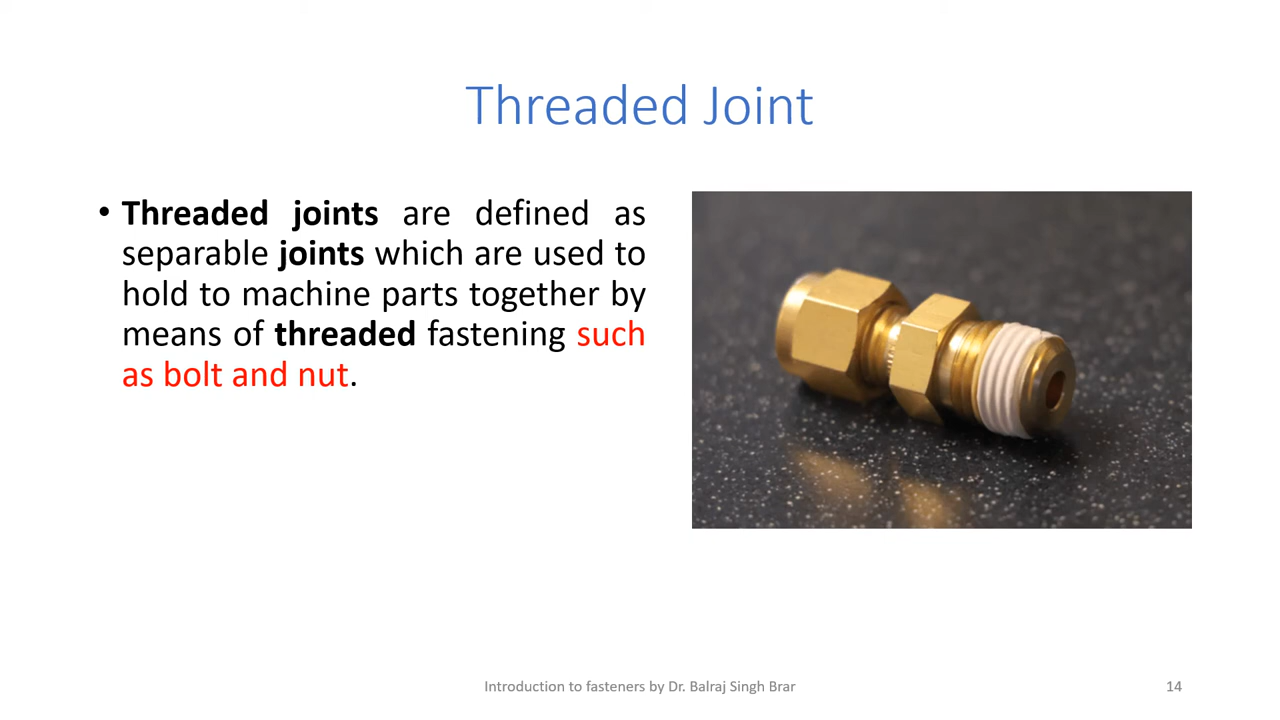 Threaded Joint
• Threaded joints are defined as
separable joints which are used to
hold to machine parts together by
means of threaded fastening such
as bolt and nut.
Introduction to fasteners by Dr. Balraj Singh Brar
14